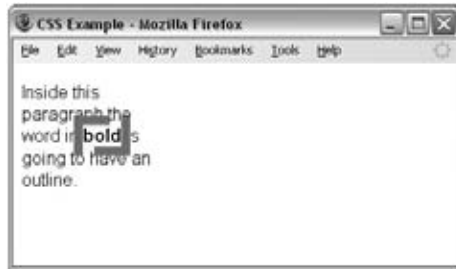 CSS Example - Mozilla Firefox
File Edit View History Bookmarks Tools Help
Inside this
paragraph the
word in bold is
going to have an
outline.